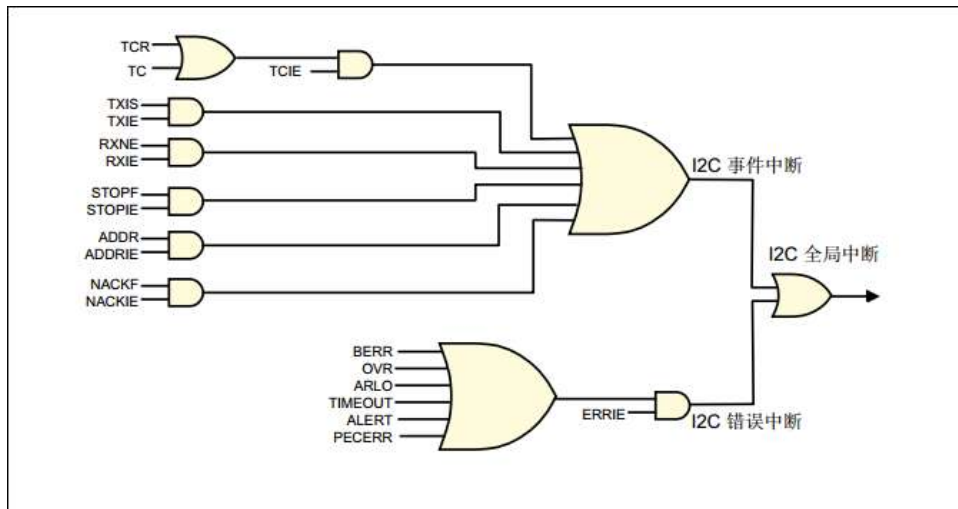 TCR
TC
TCIE
TXIS
TXIE
RXNE
RXIE
STOPF
STOPIE
ADDR
ADDRIE
NACKF
NACKIE
I2C 事件中断
I2C 全局中断
BERR
OVR
ARLO
TIMEOUT
ALERT
PECERR
ERRIE
I2C 错误中断